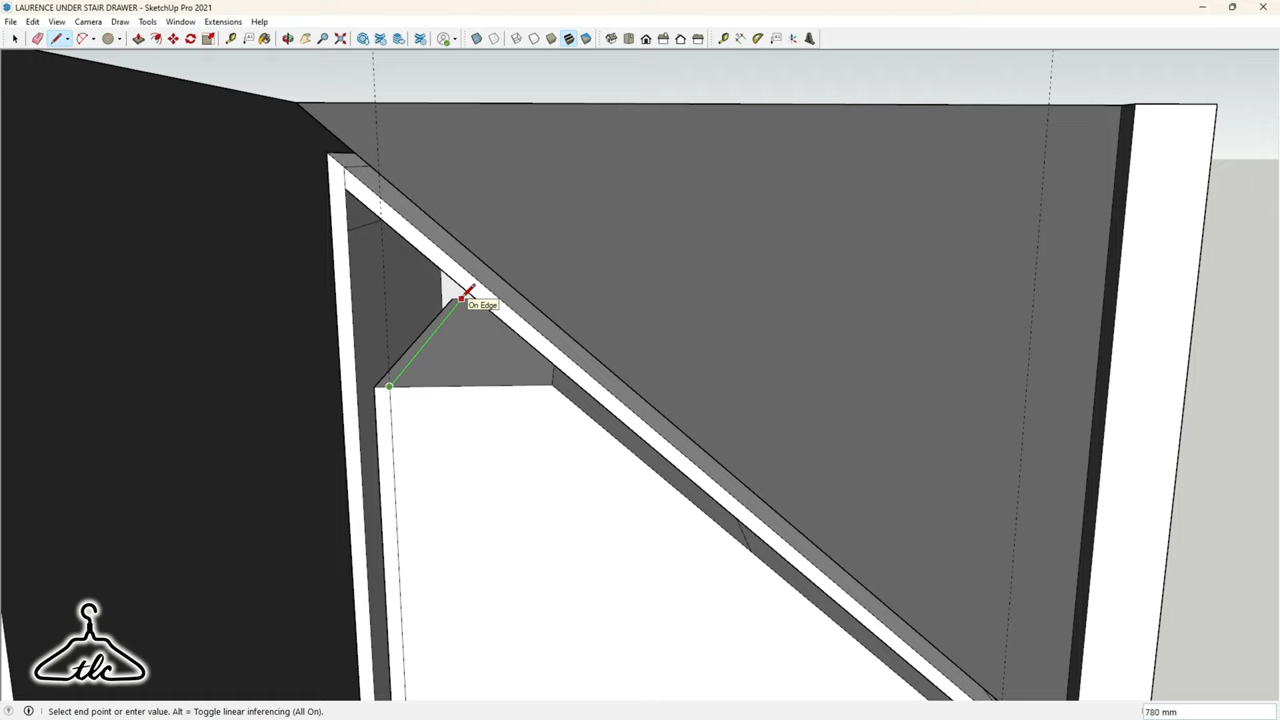 LAURENCE UNDER STAIR DRAWER - SketchUp Pro 2021
File Edit View Camera Draw Tools Window Extensions Help
On Edge
tlc
Select end point or enter value. Alt = Toggle linear inferencing (All On).
780 mm